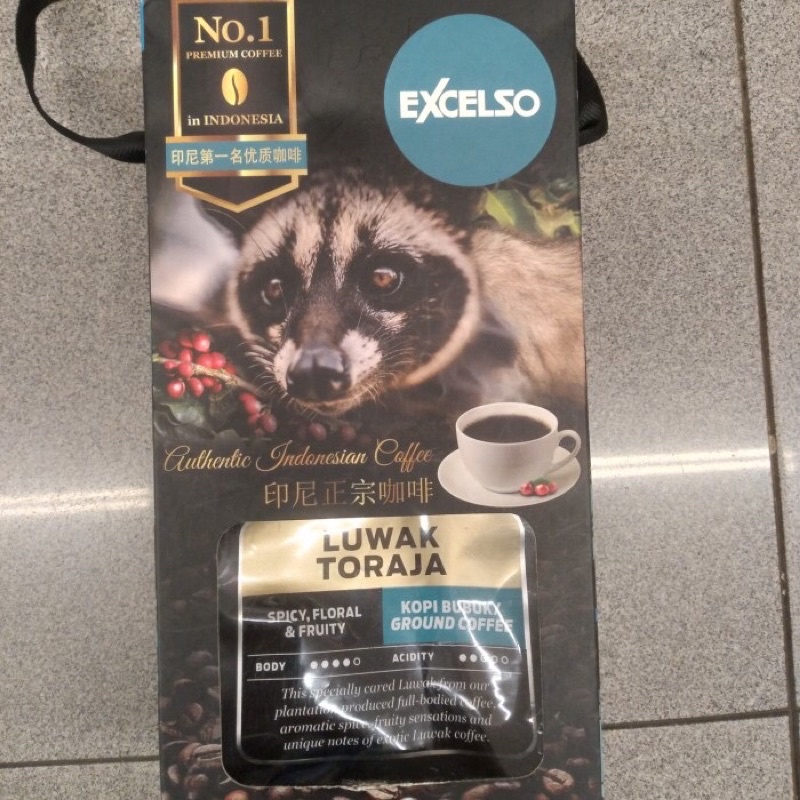 No.1
PREMIUM COFFEE
in INDONESIA
印尼第一名优质咖啡
EXCELSO
Authentic Indonesian Coffee
印尼正宗咖啡
LUWAK
TORAJA
SPICY, FLORAL
& FRUITY
KOPI BUBUK
GROUND COFFEE
BODY
ACIDITY
This specially cared Luwak from our
plantation produced full-bodied coffee,
aromatic spice, fruity sensations and
unique notes of exotic Luwak coffee.